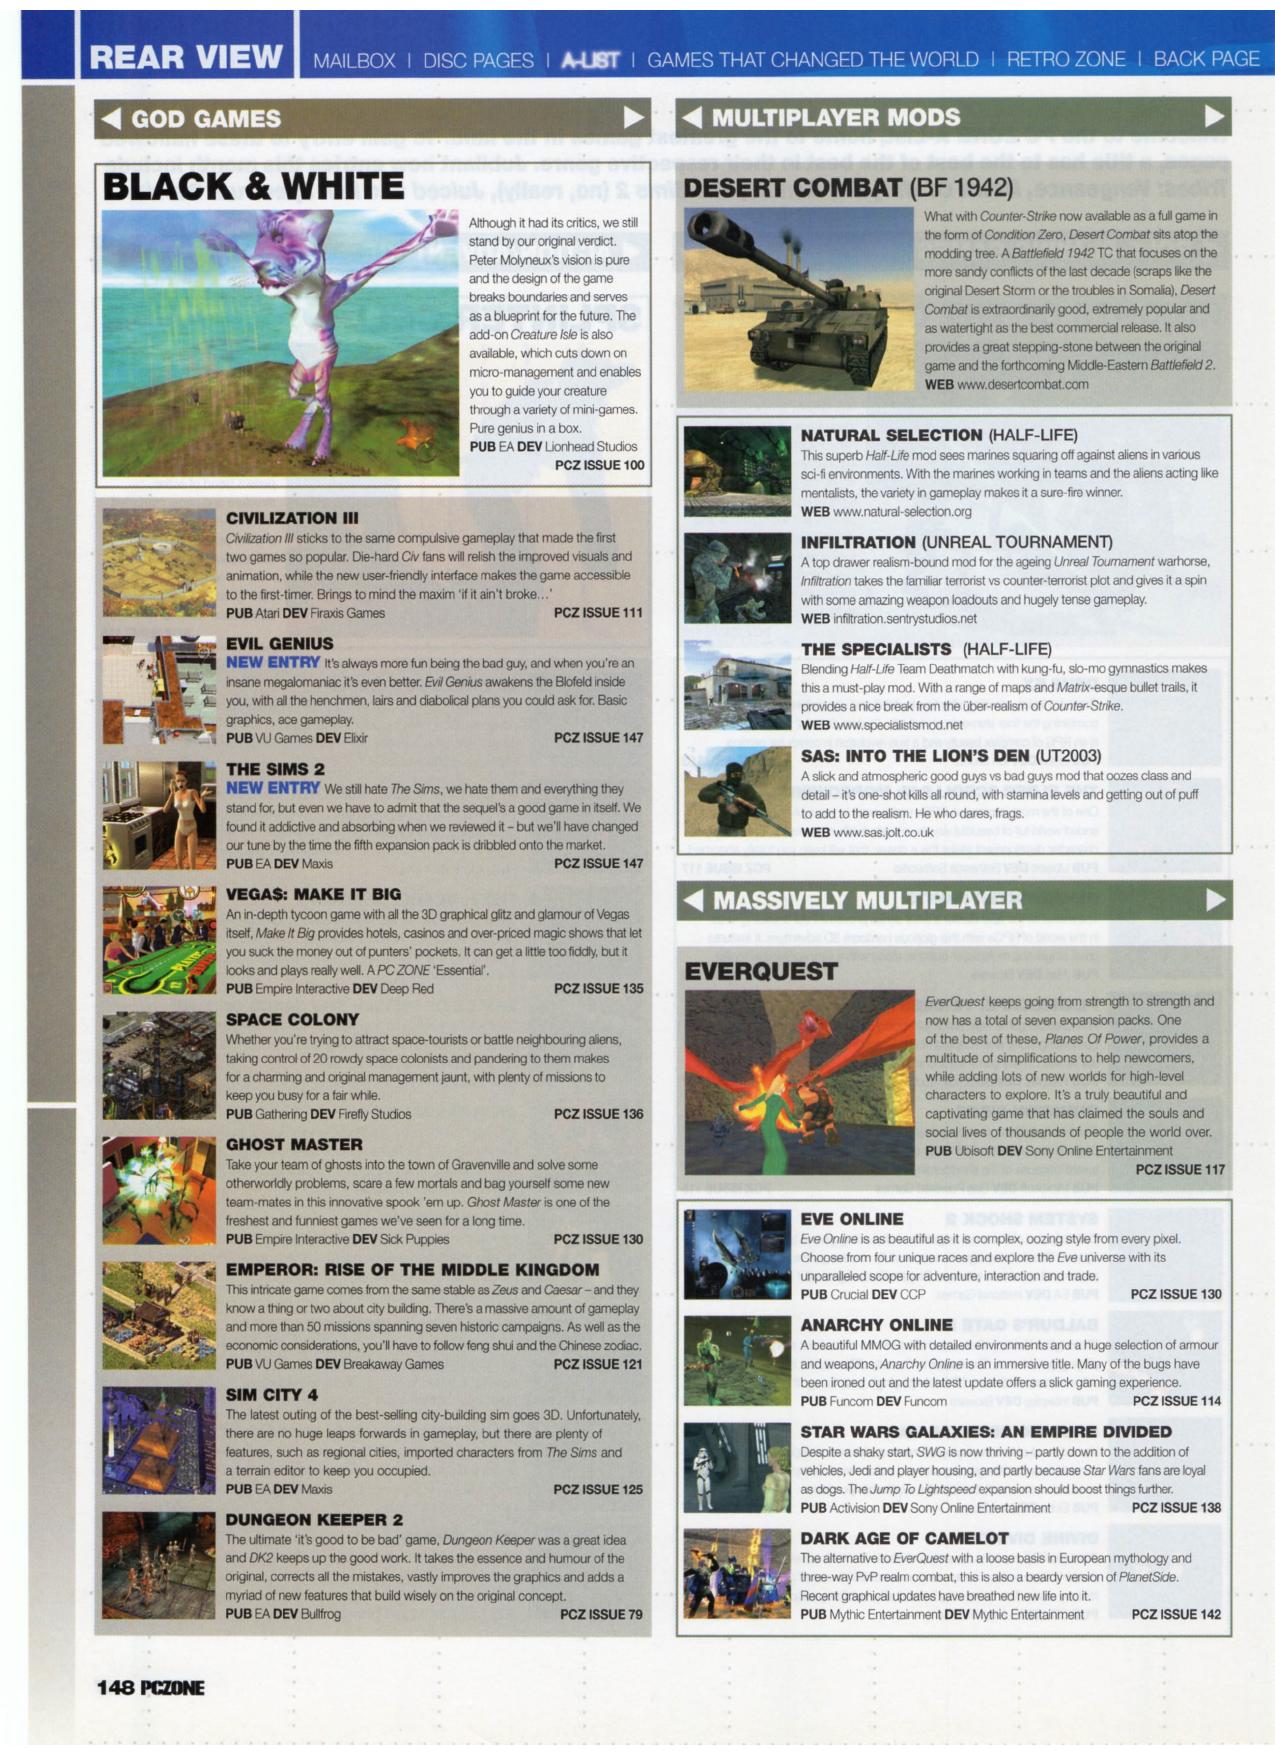 REAR VIEW
MAILBOX | DISC PAGES | A-LIST | GAMES THAT CHANGED THE WORLD | RETRO ZONE | BACK PAGE
GOD GAMES
BLACK & WHITE
Although it had its critics, we still
stand by our original verdict.
Peter Molyneux's vision is pure
and the design of the game
breaks boundaries and serves
as a blueprint for the future. The
add-on Creature Isle is also
available, which cuts down on
micro-management and enables
you to guide your creature
through a variety of mini-games.
Pure genius in a box.
PUB EA DEV Lionhead Studios
PCZ ISSUE 100
CIVILIZATION III
Civilization III sticks to the same compulsive gameplay that made the first
two games so popular. Die-hard Civ fans will relish the improved visuals and
animation, while the new user-friendly interface makes the game accessible
to the first-timer. Brings to mind the maxim 'if it ain't broke...'
PUB Atari DEV Firaxis Games PCZ ISSUE 111
EVIL GENIUS
NEW ENTRY It's always more fun being the bad guy, and when you're an
insane megalomaniac it's even better. Evil Genius awakens the Blofeld inside
you, with all the henchmen, lairs and diabolical plans you could ask for. Basic
graphics, ace gameplay.
PUB VU Games DEV Elixir PCZ ISSUE 147
THE SIMS 2
NEW ENTRY We still hate The Sims, we hate them and everything they
stand for, but even we have to admit that the sequel's a good game in itself. We
found it addictive and absorbing when we reviewed it – but we'll have changed
our tune by the time the fifth expansion pack is dribbled onto the market.
PUB EA DEV Maxis PCZ ISSUE 147
VEGA$: MAKE IT BIG
An in-depth tycoon game with all the 3D graphical glitz and glamour of Vegas
itself, Make It Big provides hotels, casinos and over-priced magic shows that let
you suck the money out of punters' pockets. It can get a little too fiddly, but it
looks and plays really well. A PC ZONE 'Essential'.
PUB Empire Interactive DEV Deep Red PCZ ISSUE 135
SPACE COLONY
Whether you're trying to attract space-tourists or battle neighbouring aliens,
taking control of 20 rowdy space colonists and pandering to them makes
for a charming and original management jaunt, with plenty of missions to
keep you busy for a fair while.
PUB Gathering DEV Firefly Studios PCZ ISSUE 136
GHOST MASTER
Take your team of ghosts into the town of Gravenville and solve some
otherworldly problems, scare a few mortals and bag yourself some new
team-mates in this innovative spook 'em up. Ghost Master is one of the
freshest and funniest games we've seen for a long time.
PUB Empire Interactive DEV Sick Puppies PCZ ISSUE 130
EMPEROR: RISE OF THE MIDDLE KINGDOM
This intricate game comes from the same stable as Zeus and Caesar – and they
know a thing or two about city building. There's a massive amount of gameplay
and more than 50 missions spanning seven historic campaigns. As well as the
economic considerations, you'll have to follow feng shui and the Chinese zodiac.
PUB VU Games DEV Breakaway Games PCZ ISSUE 121
SIM CITY 4
The latest outing of the best-selling city-building sim goes 3D. Unfortunately,
there are no huge leaps forwards in gameplay, but there are plenty of
features, such as regional cities, imported characters from The Sims and
a terrain editor to keep you occupied.
PUB EA DEV Maxis PCZ ISSUE 125
DUNGEON KEEPER 2
The ultimate 'it's good to be bad' game, Dungeon Keeper was a great idea
and DK2 keeps up the good work. It takes the essence and humour of the
original, corrects all the mistakes, vastly improves the graphics and adds a
myriad of new features that build wisely on the original concept.
PUB EA DEV Bullfrog PCZ ISSUE 79
MULTIPLAYER MODS
DESERT COMBAT (BF 1942)
What with Counter-Strike now available as a full game in
the form of Condition Zero, Desert Combat sits atop the
modding tree. A Battlefield 1942 TC that focuses on the
more sandy conflicts of the last decade (scraps like the
original Desert Storm or the troubles in Somalia), Desert
Combat is extraordinarily good, extremely popular and
as watertight as the best commercial release. It also
provides a great stepping-stone between the original
game and the forthcoming Middle-Eastern Battlefield 2.
WEB www.desertcombat.com
NATURAL SELECTION (HALF-LIFE)
This superb Half-Life mod sees marines squaring off against aliens in various
sci-fi environments. With the marines working in teams and the aliens acting like
mentalists, the variety in gameplay makes it a sure-fire winner.
WEB www.natural-selection.org
INFILTRATION (UNREAL TOURNAMENT)
A top drawer realism-bound mod for the ageing Unreal Tournament warhorse,
Infiltration takes the familiar terrorist vs counter-terrorist plot and gives it a spin
with some amazing weapon loadouts and hugely tense gameplay.
WEB infiltration.sentrystudios.net
THE SPECIALISTS (HALF-LIFE)
Blending Half-Life Team Deathmatch with kung-fu, slo-mo gymnastics makes
this a must-play mod. With a range of maps and Matrix-esque bullet trails, it
provides a nice break from the über-realism of Counter-Strike.
WEB www.specialistsmod.net
SAS: INTO THE LION'S DEN (UT2003)
A slick and atmospheric good guys vs bad guys mod that oozes class and
detail – it's one-shot kills all round, with stamina levels and getting out of puff
to add to the realism. He who dares, frags.
WEB www.sas.jolt.co.uk
MASSIVELY MULTIPLAYER
EVERQUEST
EverQuest keeps going from strength to strength and
now has a total of seven expansion packs. One
of the best of these, Planes Of Power, provides a
multitude of simplifications to help newcomers,
while adding lots of new worlds for high-level
characters to explore. It's a truly beautiful and
captivating game that has claimed the souls and
social lives of thousands of people the world over.
PUB Ubisoft DEV Sony Online Entertainment
PCZ ISSUE 117
EVE ONLINE
Eve Online is as beautiful as it is complex, oozing style from every pixel.
Choose from four unique races and explore the Eve universe with its
unparalleled scope for adventure, interaction and trade.
PUB Crucial DEV CCP PCZ ISSUE 130
ANARCHY ONLINE
A beautiful MMOG with detailed environments and a huge selection of armour
and weapons, Anarchy Online is an immersive title. Many of the bugs have
been ironed out and the latest update offers a slick gaming experience.
PUB Funcom DEV Funcom PCZ ISSUE 114
STAR WARS GALAXIES: AN EMPIRE DIVIDED
Despite a shaky start, SWG is now thriving – partly down to the addition of
vehicles, Jedi and player housing, and partly because Star Wars fans are loyal
as dogs. The Jump To Lightspeed expansion should boost things further.
PUB Activision DEV Sony Online Entertainment PCZ ISSUE 138
DARK AGE OF CAMELOT
The alternative to EverQuest with a loose basis in European mythology and
three-way PvP realm combat, this is also a beardy version of PlanetSide.
Recent graphical updates have breathed new life into it.
PUB Mythic Entertainment DEV Mythic Entertainment PCZ ISSUE 142
148 PCZONE